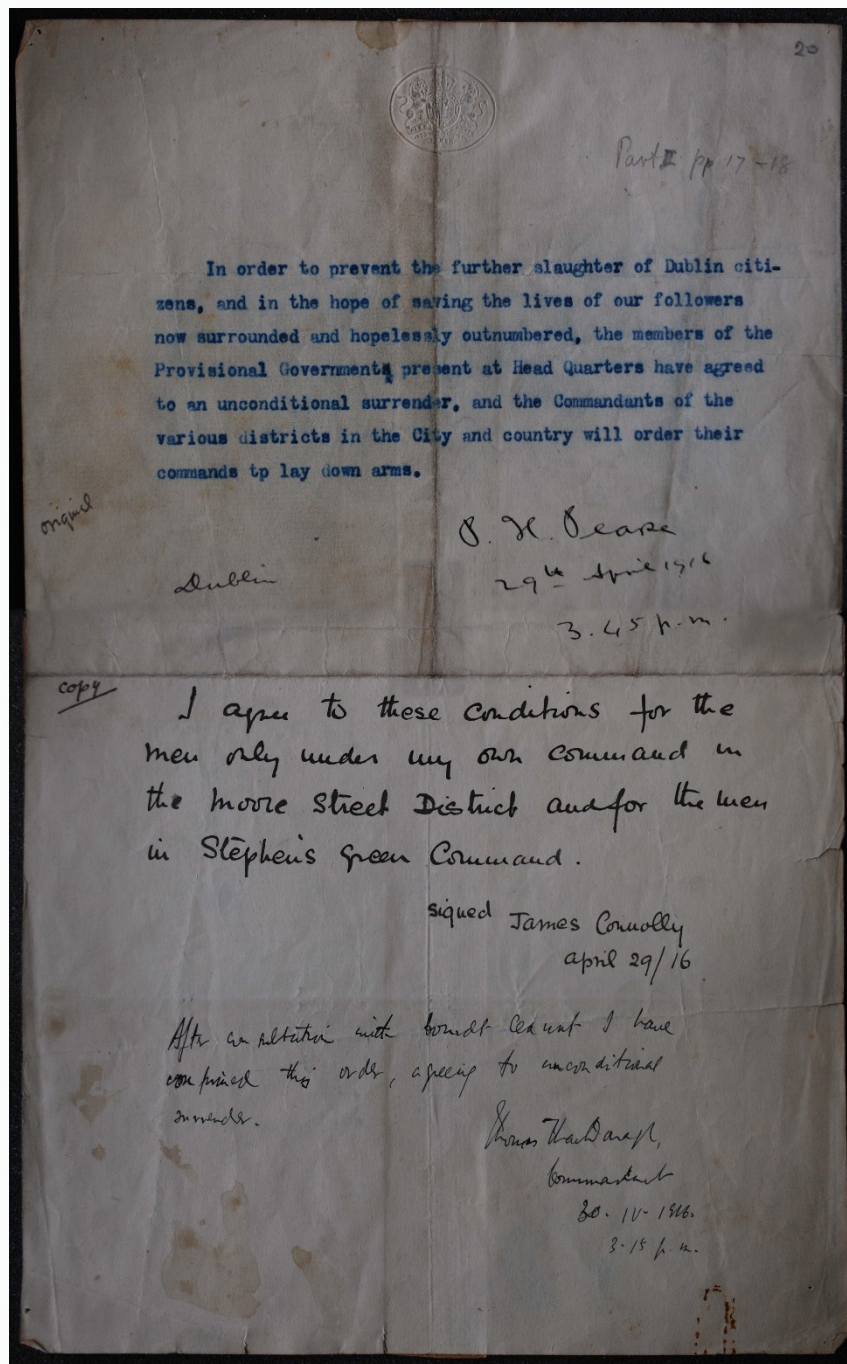 20
Part II pp 17-18
In order to prevent the further slaughter of Dublin citi-
zens, and in the hope of saving the lives of our followers
now surrounded and hopelessly outnumbered, the members of the
Provisional Government present at Head Quarters have agreed
to an unconditional surrender, and the Commandants of the
various districts in the City and country will order their
commands tp lay down arms.
original
P. H. Pearse
Dublin
29th April 1916
3.45 p.m.
copy
I agree to these conditions for the
men only under my own command in
the Moore Street District and for the men
in Stephen's Green Command.
signed James Connolly
april 29/16
After consultation with Commdt Ceannt I have
confirmed this order, agreeing to unconditional
surrender.
Thomas MacDonagh,
Commandant
30.IV.1916.
3.15 p.m.